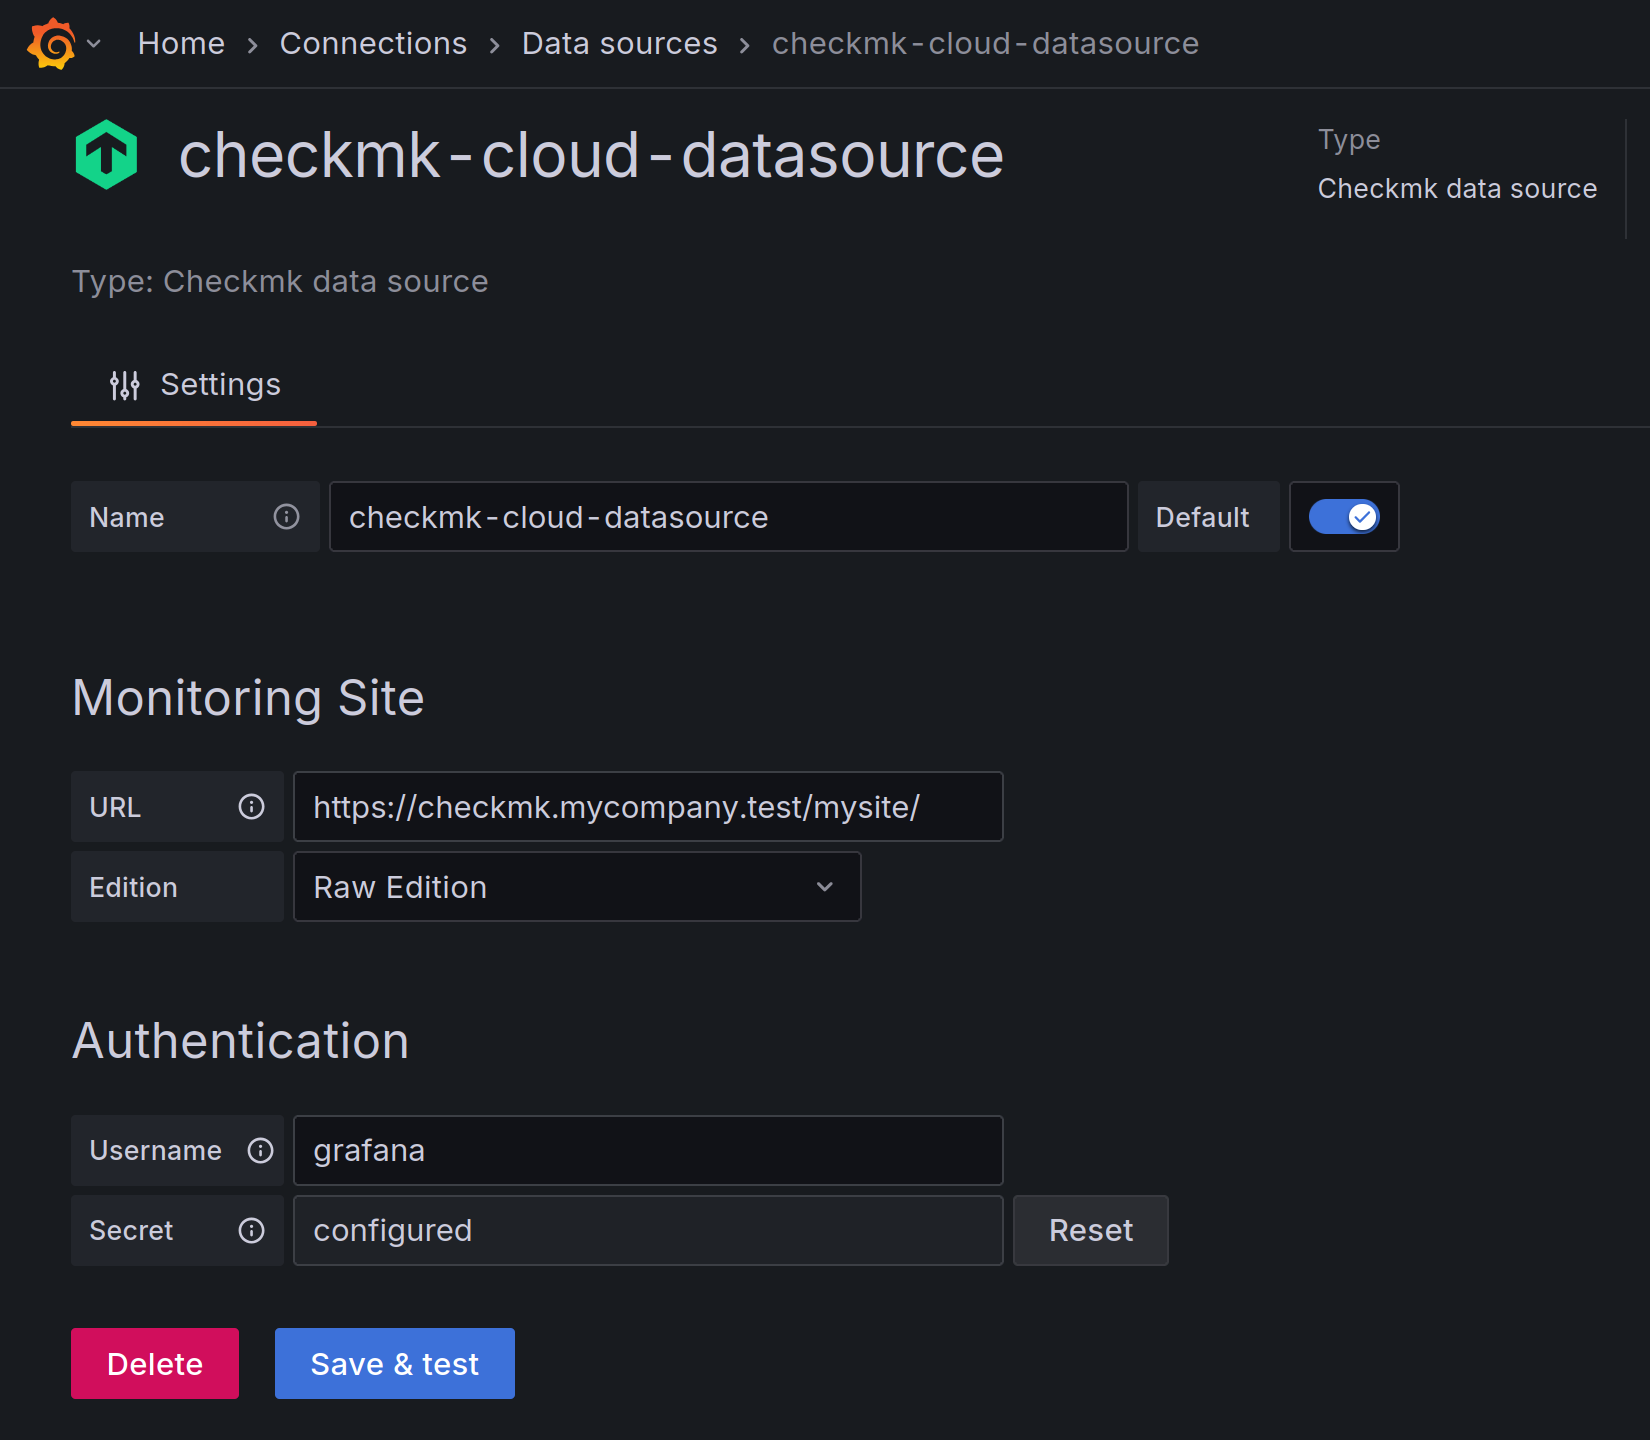 Home > Connections > Data sources > checkmk-cloud-datasource
checkmk-cloud-datasource
Type
Checkmk data source
Type: Checkmk data source
Settings
Name checkmk-cloud-datasource Default
Monitoring Site
URL https://checkmk.mycompany.test/mysite/
Edition Raw Edition
Authentication
Username grafana
Secret configured Reset
Delete Save & test